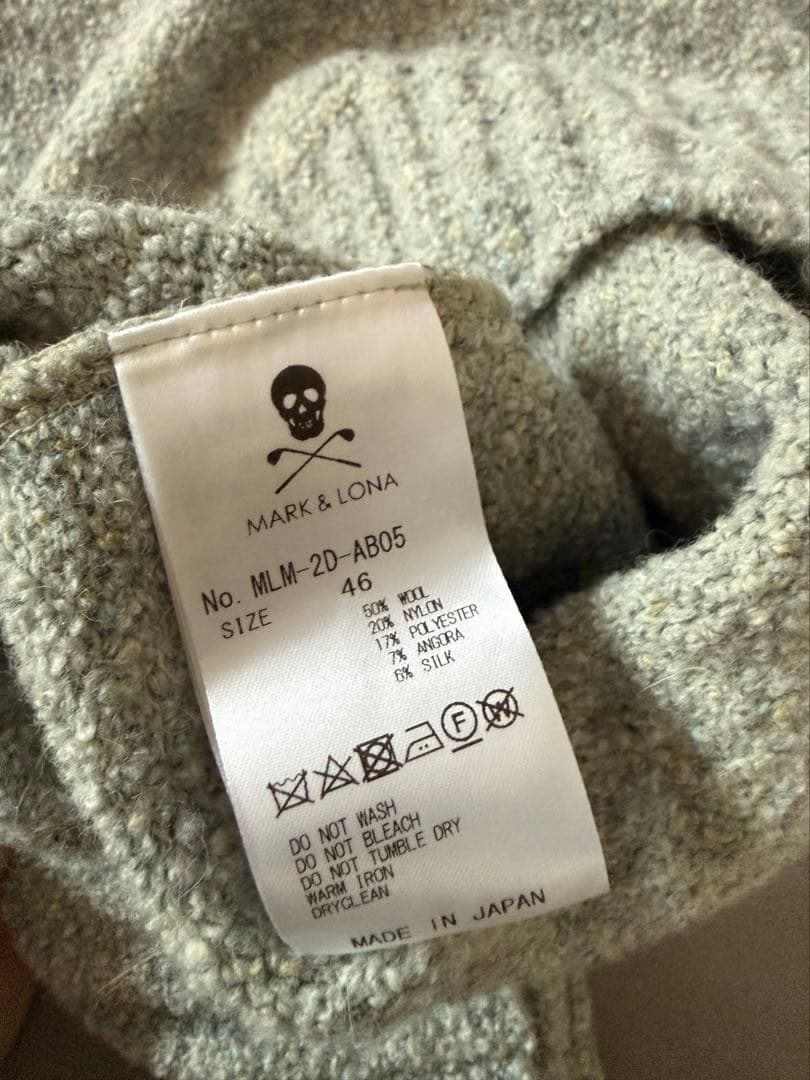 MARK & LONA
No. MLM-2D-AB05
SIZE 46
50% WOOL
20% NYLON
17% POLYESTER
7% ANGORA
6% SILK
F W
DO NOT WASH
DO NOT BLEACH
DO NOT TUMBLE DRY
WARM IRON
DRYCLEAN
MADE IN JAPAN